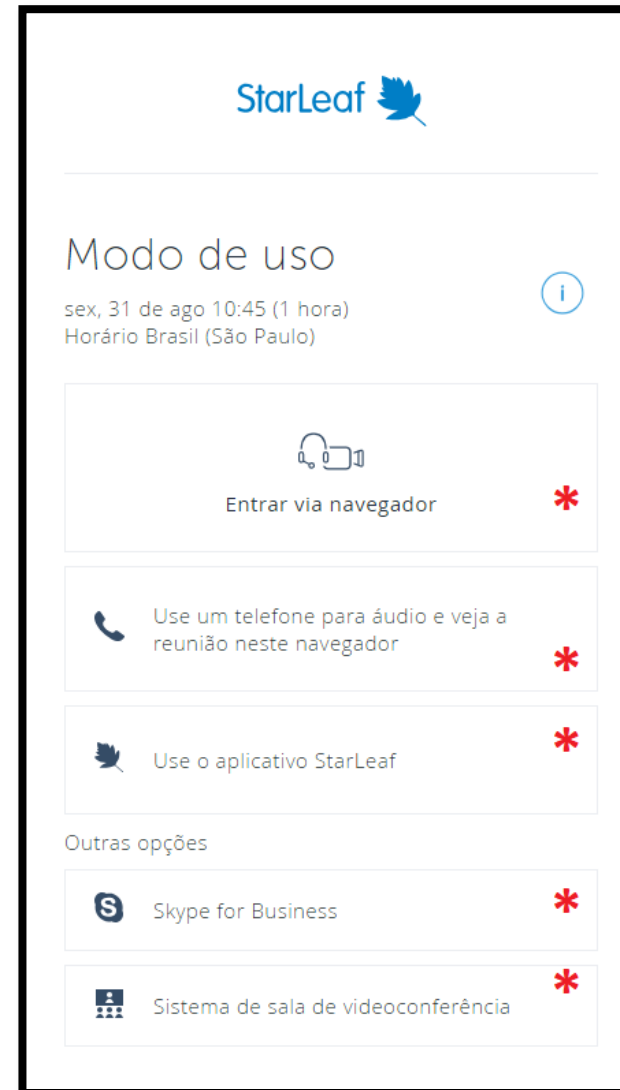 StarLeaf
Modo de uso
sex, 31 de ago 10:45 (1 hora)
Horário Brasil (São Paulo)
i
Entrar via navegador
*
Use um telefone para áudio e veja a
reunião neste navegador
*
*
Use o aplicativo StarLeaf
Outras opções
Skype for Business
*
*
Sistema de sala de videoconferência